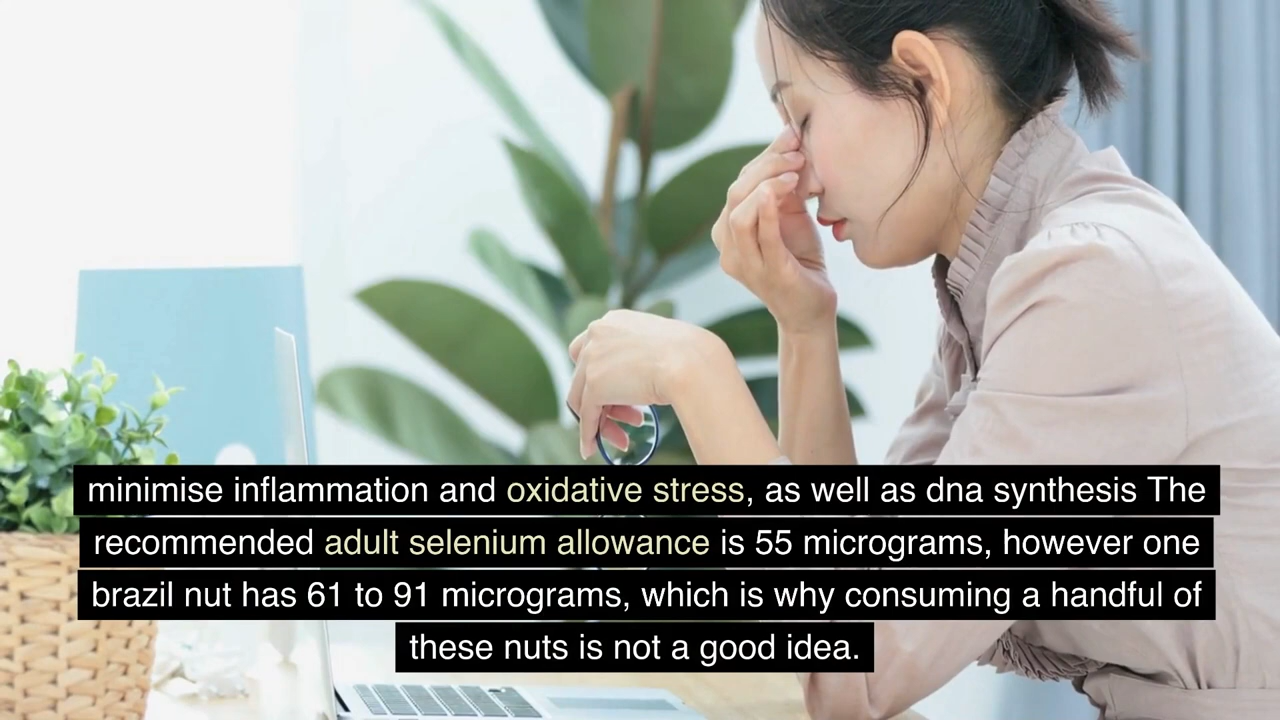 minimise inflammation and oxidative stress, as well as dna synthesis The
recommended adult selenium allowance is 55 micrograms, however one
brazil nut has 61 to 91 micrograms, which is why consuming a handful of
these nuts is not a good idea.